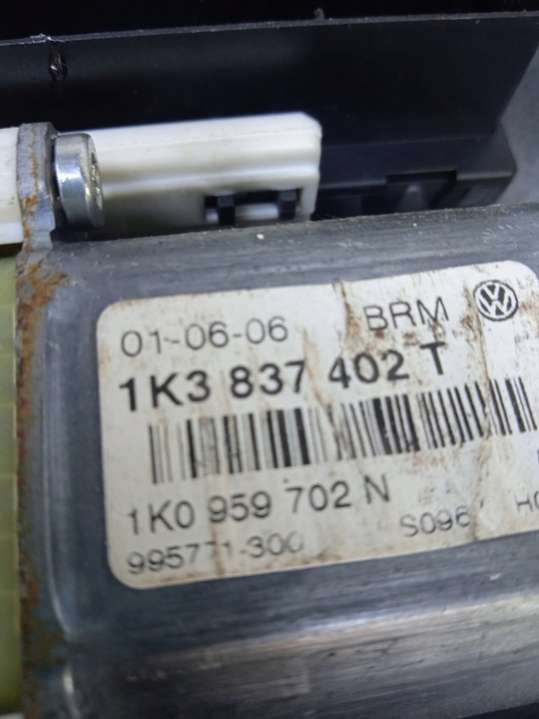 01-06-06 BRM
1K3 837 402 T
1K0 959 702 N
995771-300 S096